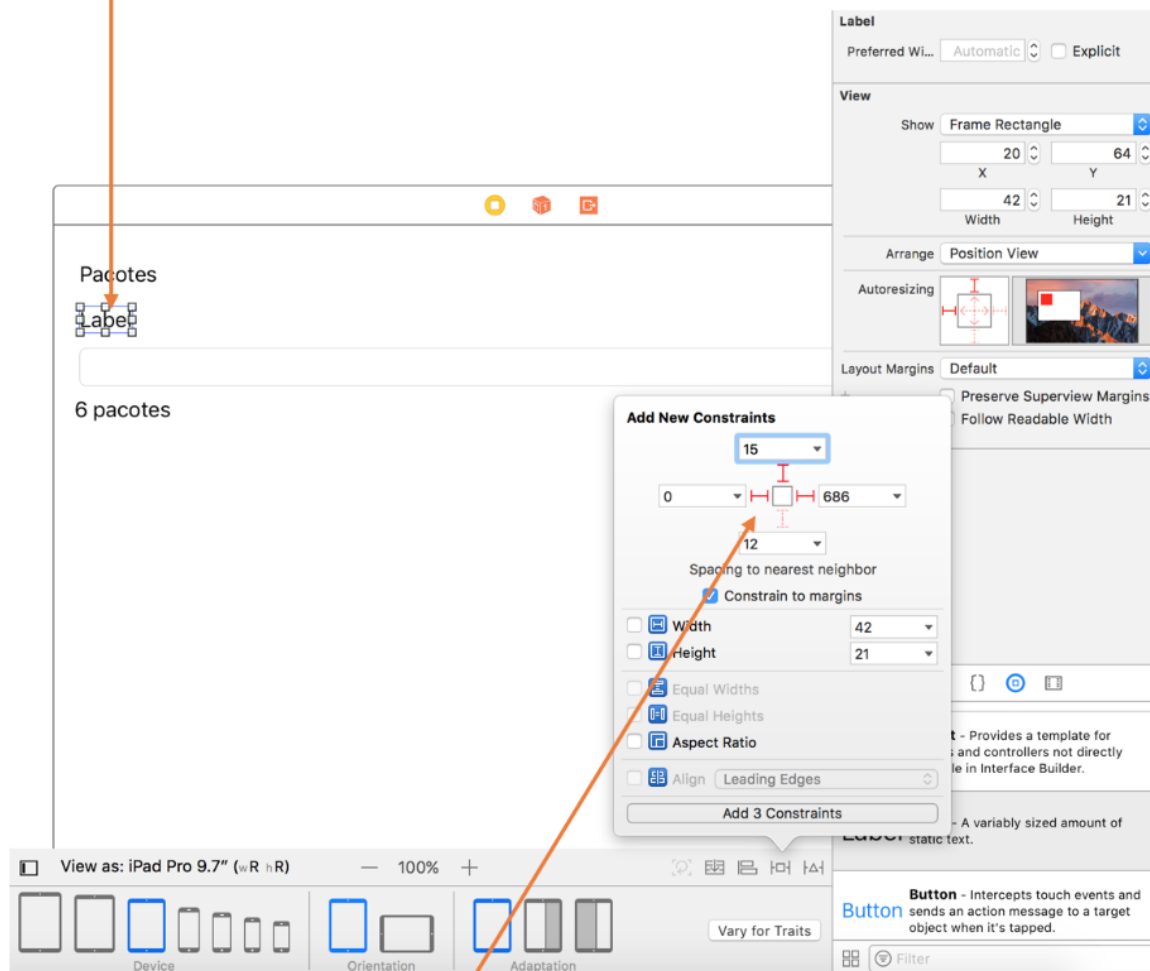 Label
Preferred Wi... Automatic Explicit
View
Show Frame Rectangle
20 64
X Y
42 21
Width Height
Arrange Position View
Autoresizing
Layout Margins Default
Preserve Superview Margins
Follow Readable Width
Pacotes
Label
6 pacotes
Add New Constraints
15
0 686
12
Spacing to nearest neighbor
Constrain to margins
Width 42
Height 21
Equal Widths
Equal Heights
Aspect Ratio
Align Leading Edges
Add 3 Constraints
{}
- Provides a template for
and controllers not directly
in Interface Builder.
Label - A variably sized amount of
static text.
Button Button - Intercepts touch events and
sends an action message to a target
object when it's tapped.
Filter
View as: iPad Pro 9.7" (wR hR) — 100% +
Device Orientation Adaptation
Vary for Traits